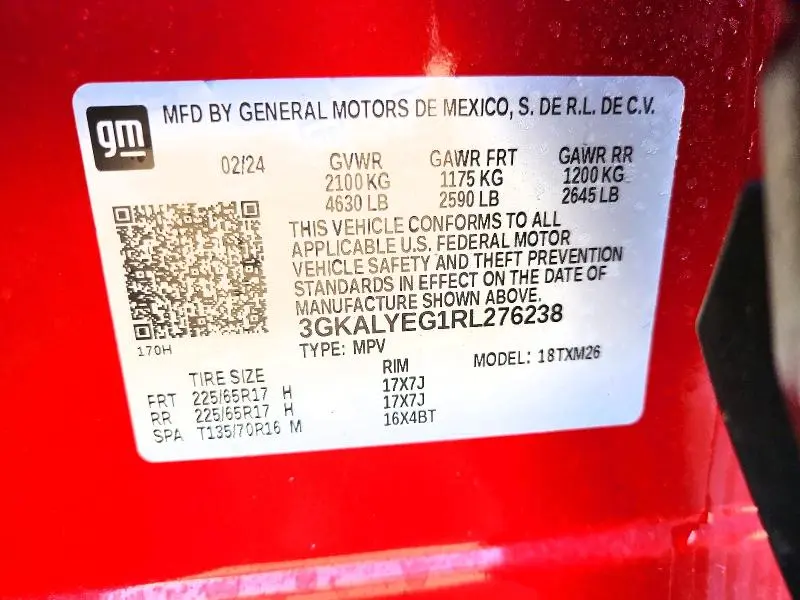 gm
MFD BY GENERAL MOTORS DE MEXICO, S. DE R.L. DE C.V.
02/24
GVWR GAWR FRT GAWR RR
2100 KG 1175 KG 1200 KG
4630 LB 2590 LB 2645 LB
THIS VEHICLE CONFORMS TO ALL
APPLICABLE U.S. FEDERAL MOTOR
VEHICLE SAFETY AND THEFT PREVENTION
STANDARDS IN EFFECT ON THE DATE OF
MANUFACTURE SHOWN ABOVE.
3GKALYEG1RL276238
170H
TYPE: MPV MODEL: 18TXM26
TIRE SIZE RIM
FRT 225/65R17 H 17X7J
RR 225/65R17 H 17X7J
SPA T135/70R16 M 16X4BT